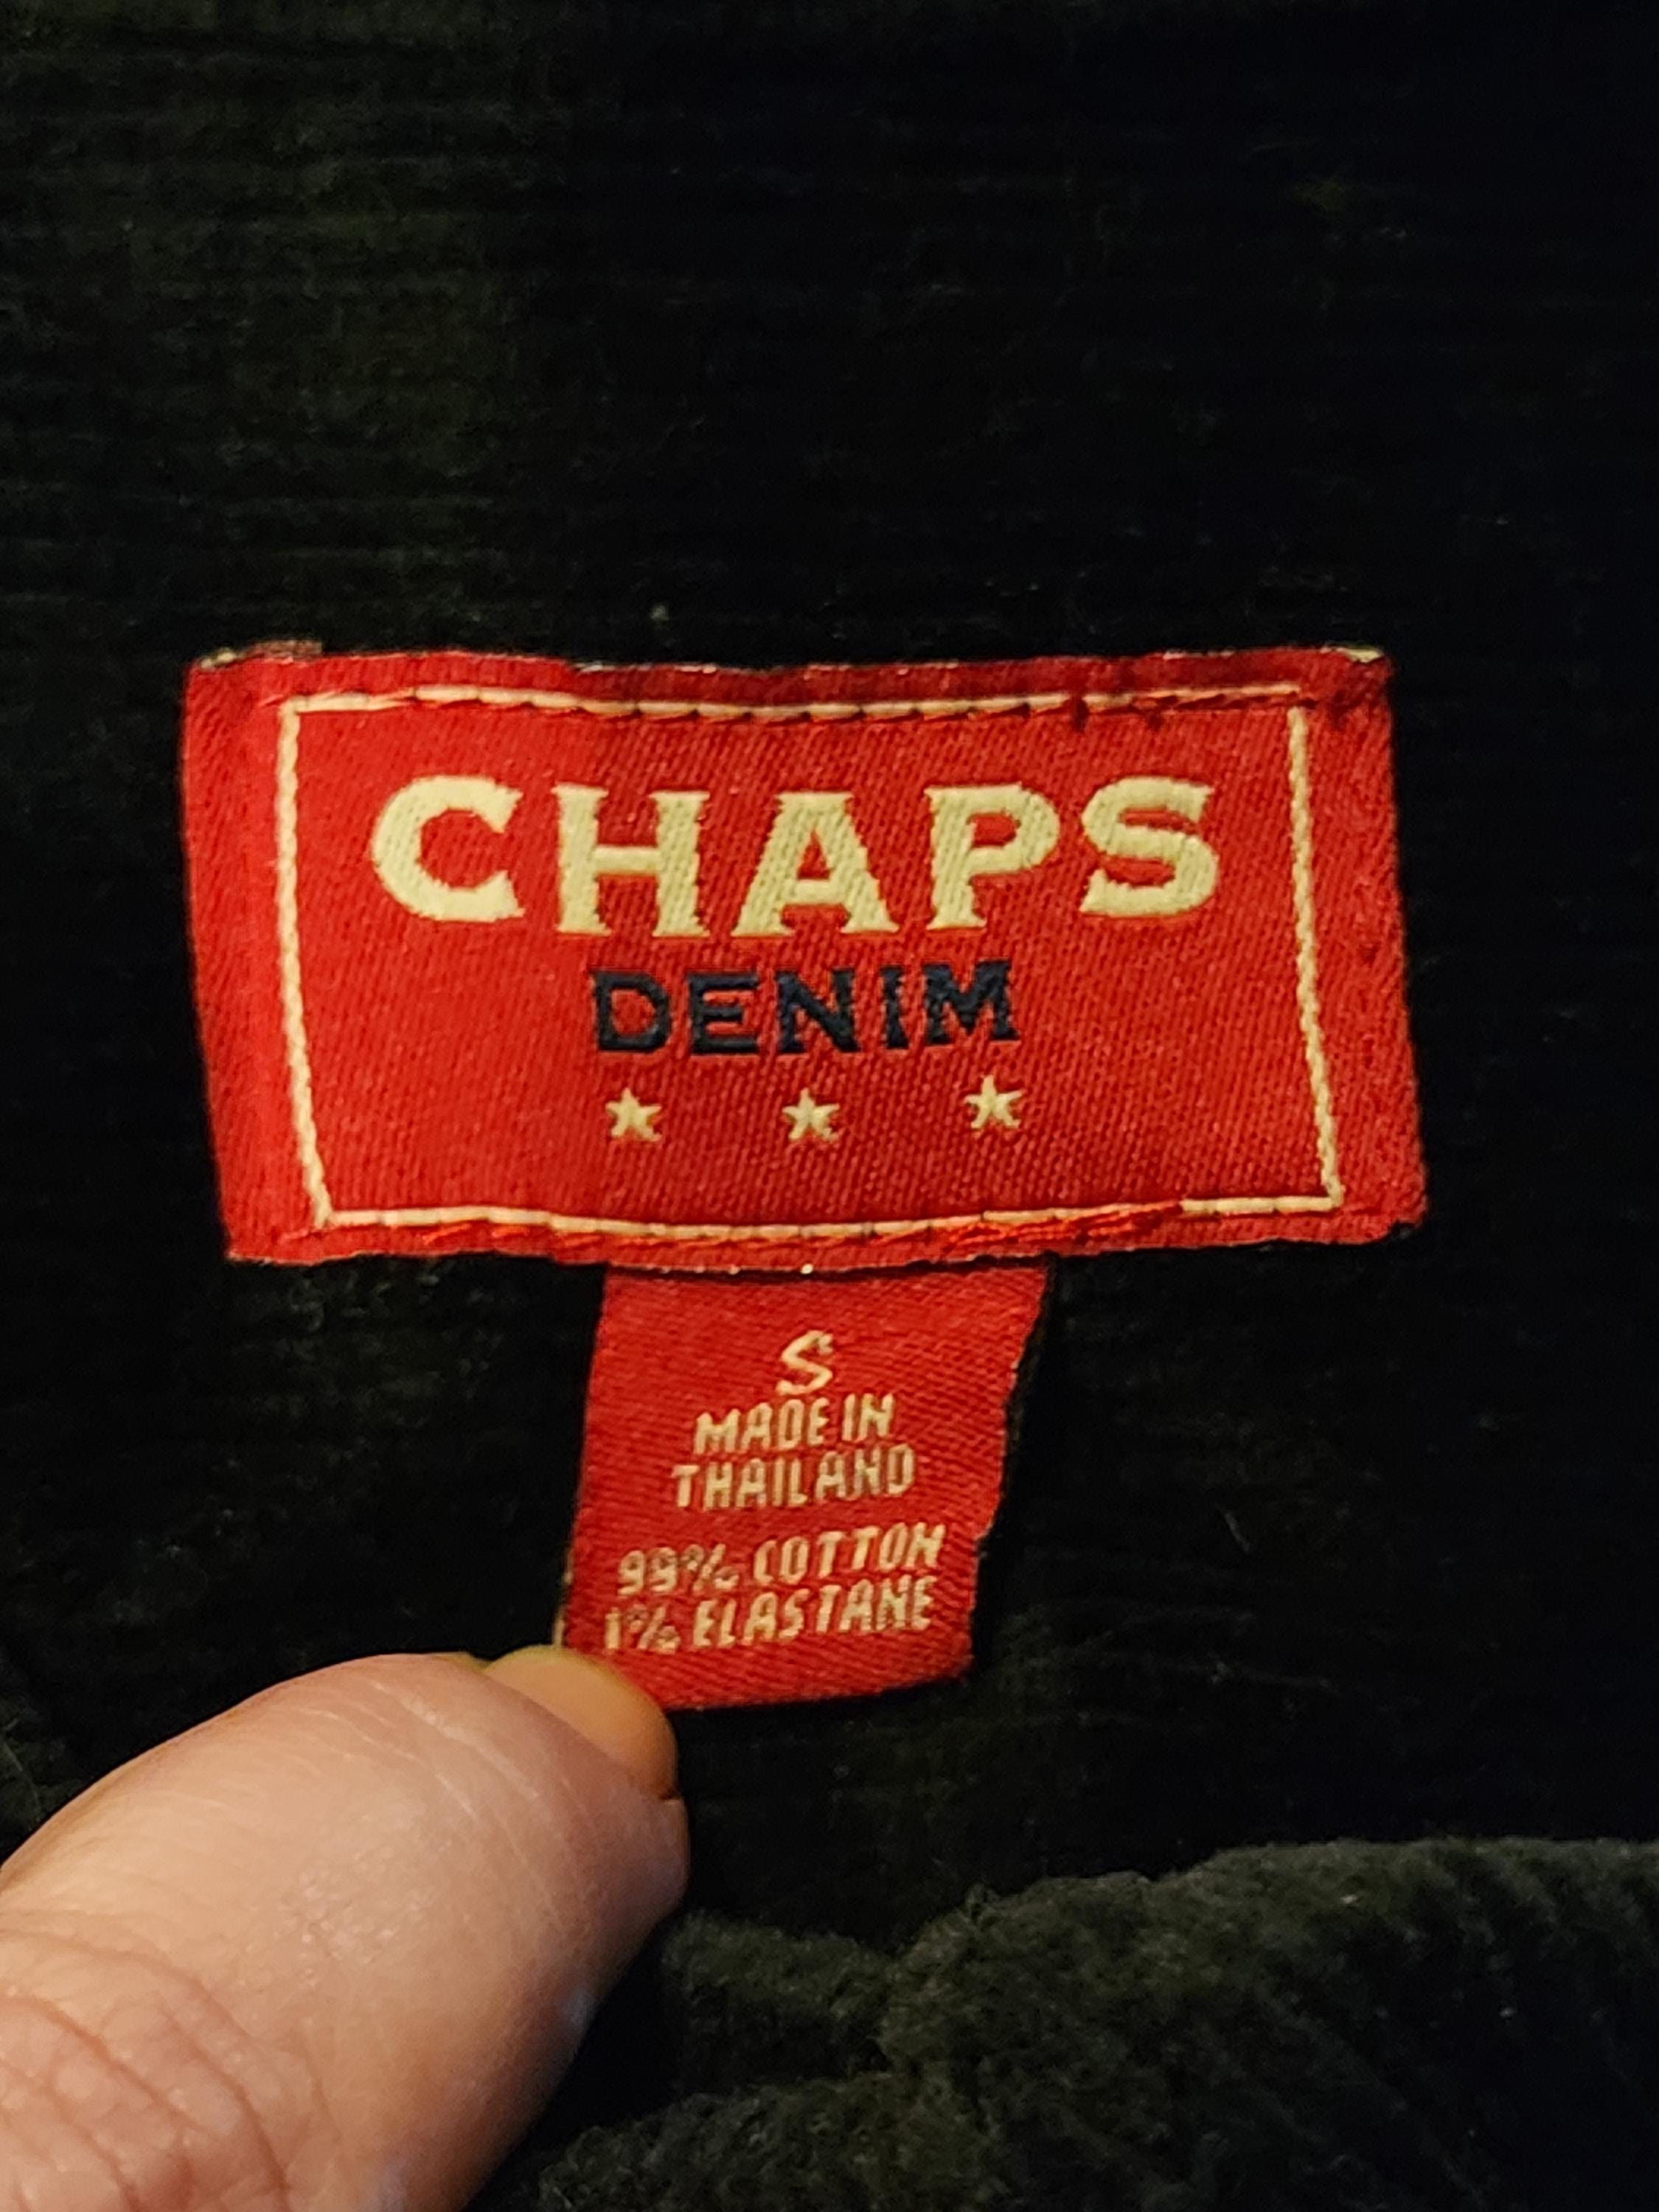 CHAPS
DENIM
S
MADE IN
THAILAND
99% COTTON
1% ELASTANE